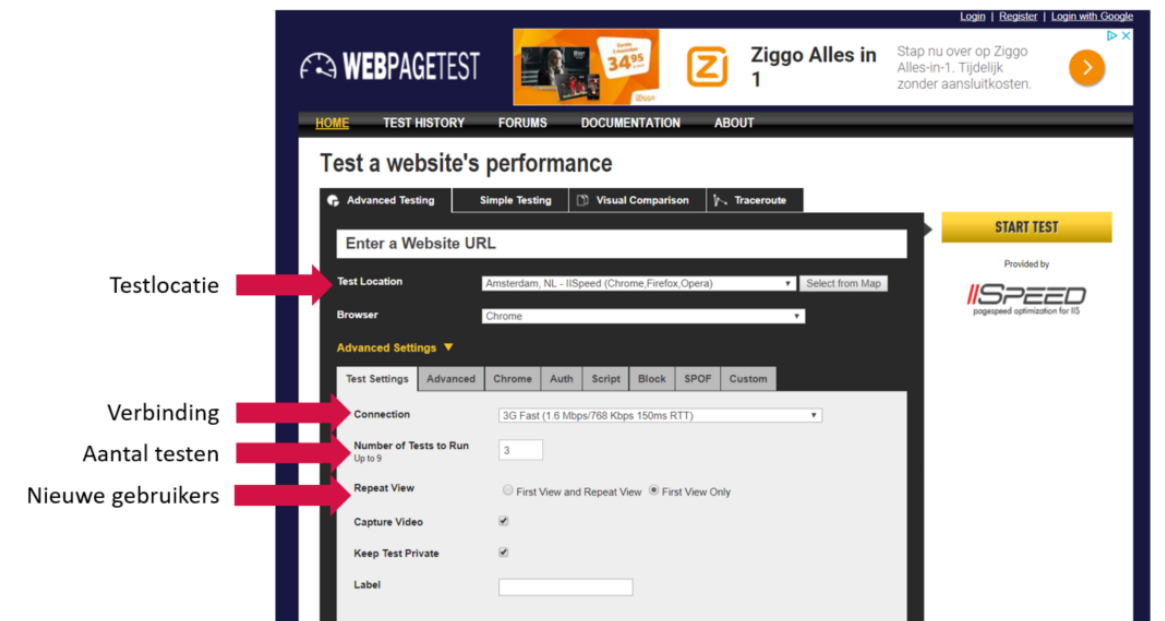 Login | Register | Login with Google
WEBPAGETEST
34 95
Ziggo
Z
Ziggo Alles in 1
Stap nu over op Ziggo
Alles-in-1. Tijdelijk
zonder aansluitkosten.
HOME TEST HISTORY FORUMS DOCUMENTATION ABOUT
Test a website's performance
Advanced Testing Simple Testing Visual Comparison Traceroute
Enter a Website URL
START TEST
Provided by
IISPEED
pagespeed optimization for IIS
Testlocatie
Test Location Amsterdam, NL - IISpeed (Chrome,Firefox,Opera) Select from Map
Browser Chrome
Advanced Settings
Test Settings Advanced Chrome Auth Script Block SPOF Custom
Verbinding
Connection 3G Fast (1.6 Mbps/768 Kbps 150ms RTT)
Aantal testen
Number of Tests to Run 3
Up to 9
Nieuwe gebruikers
Repeat View First View and Repeat View First View Only
Capture Video
Keep Test Private
Label